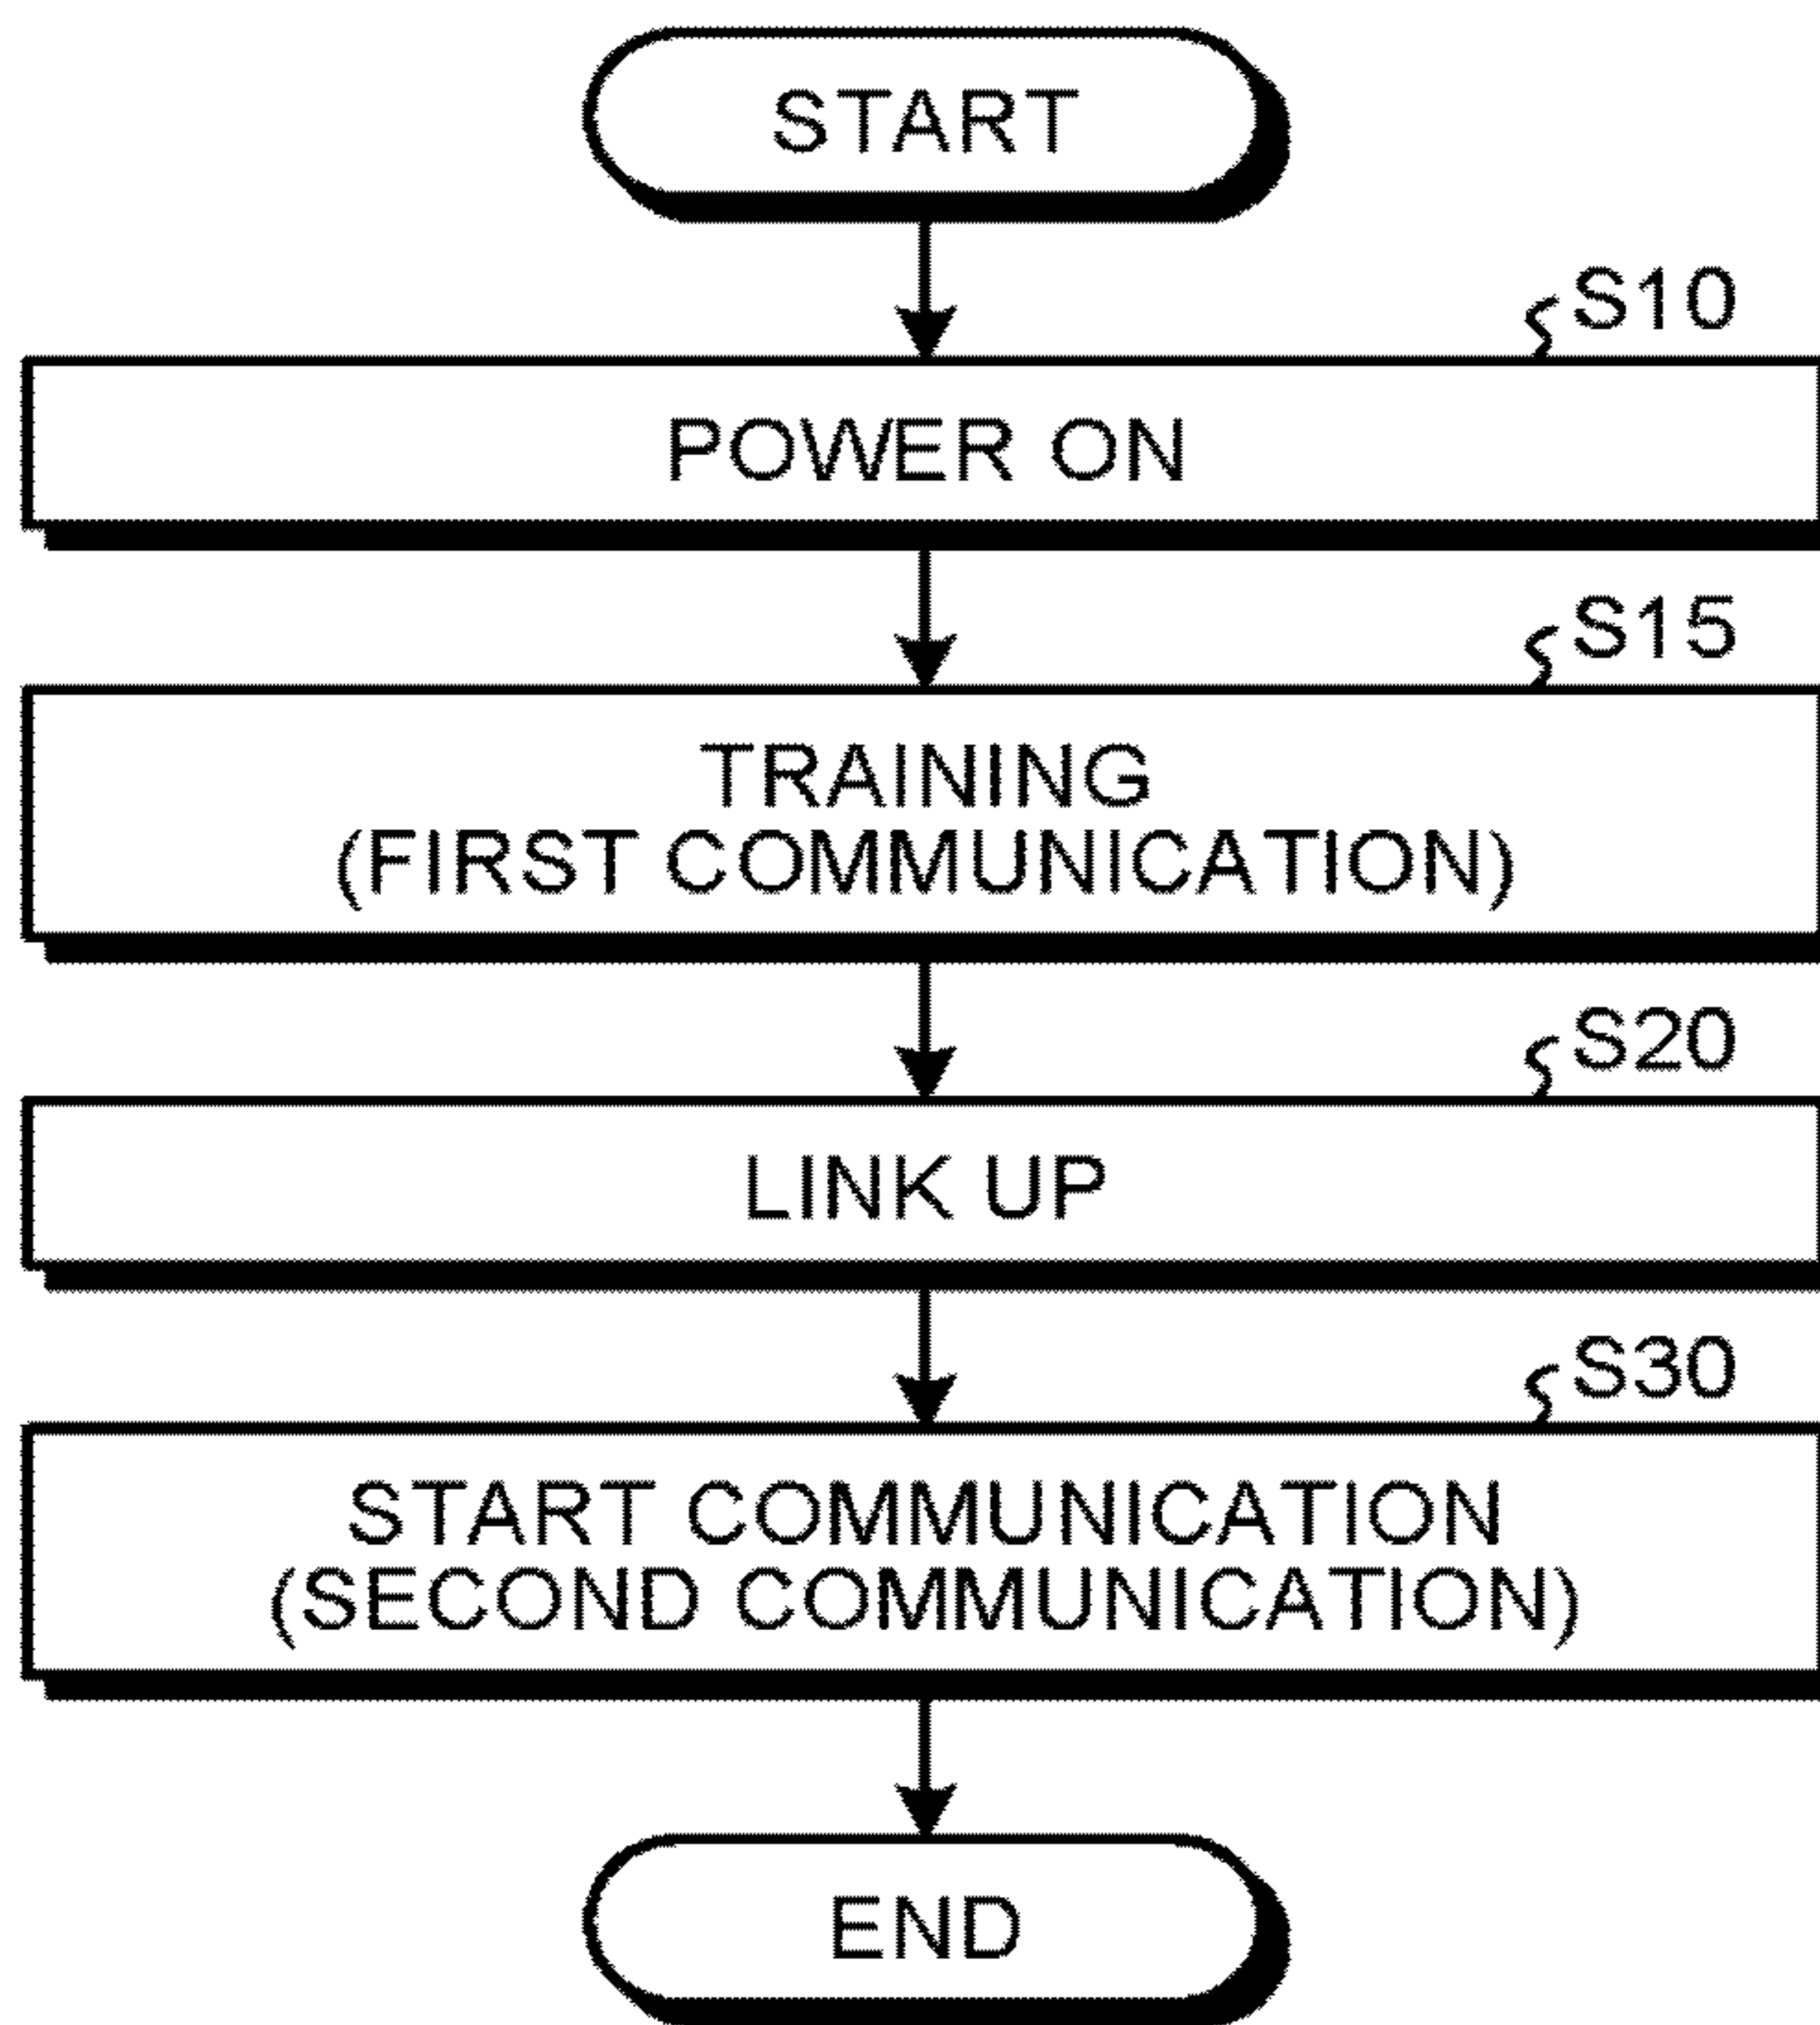 START
S10
POWER ON
S15
TRAINING
(FIRST COMMUNICATION)
S20
LINK UP
S30
START COMMUNICATION
(SECOND COMMUNICATION)
END